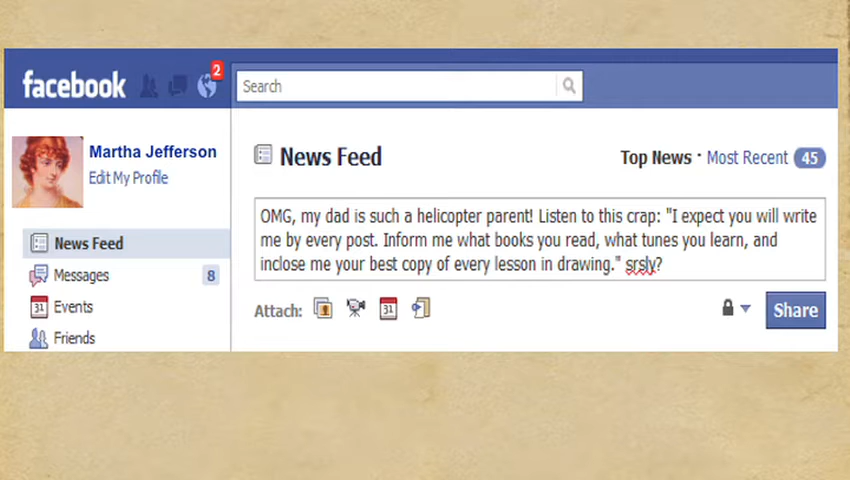 facebook
2
Search
Martha Jefferson
Edit My Profile
News Feed
Top News · Most Recent 45
OMG, my dad is such a helicopter parent! Listen to this crap: "I expect you will write
me by every post. Inform me what books you read, what tunes you learn, and
inclose me your best copy of every lesson in drawing." srsly?
News Feed
Messages 8
31 Events
Friends
Attach: 31
Share